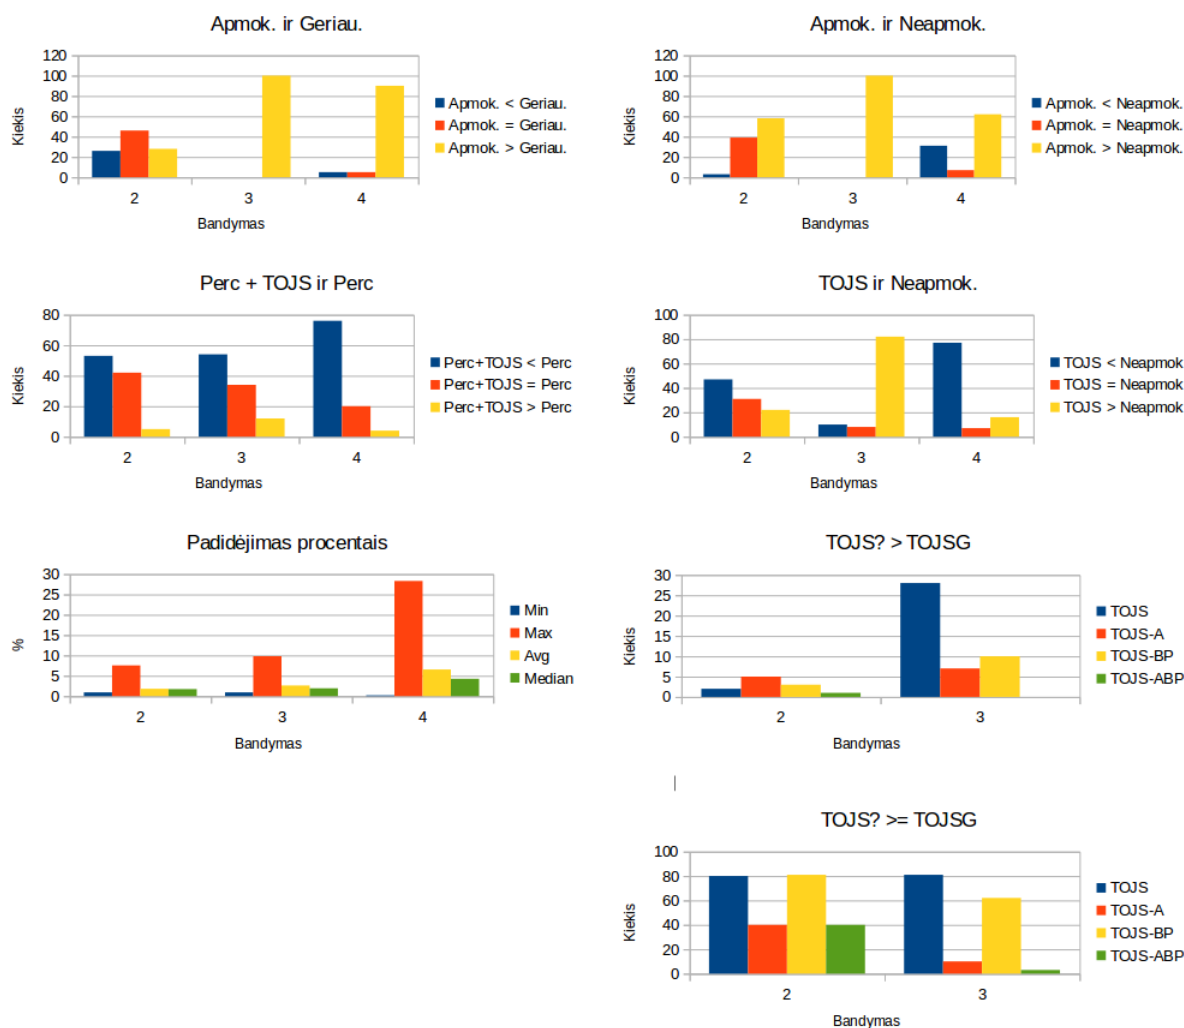 Apmok. ir Geriau.
120
100
80
60
40
20
0
Kiekis
2 3 4
Bandymas
Apmok. < Geriau.
Apmok. = Geriau.
Apmok. > Geriau.
Apmok. ir Neapmok.
120
100
80
60
40
20
0
Kiekis
2 3 4
Bandymas
Apmok. < Neapmok.
Apmok. = Neapmok.
Apmok. > Neapmok.
Perc + TOJS ir Perc
80
60
40
20
0
Kiekis
2 3 4
Bandymas
Perc+TOJS < Perc
Perc+TOJS = Perc
Perc+TOJS > Perc
TOJS ir Neapmok.
100
80
60
40
20
0
Kiekis
2 3 4
Bandymas
TOJS < Neapmok
TOJS = Neapmok
TOJS > Neapmok
Padidėjimas procentais
30
25
20
15
10
5
0
%
2 3 4
Bandymas
Min
Max
Avg
Median
TOJS? > TOJSG
30
25
20
15
10
5
0
Kiekis
2 3
Bandymas
TOJS
TOJS-A
TOJS-BP
TOJS-ABP
TOJS? >= TOJSG
100
80
60
40
20
0
Kiekis
2 3
Bandymas
TOJS
TOJS-A
TOJS-BP
TOJS-ABP